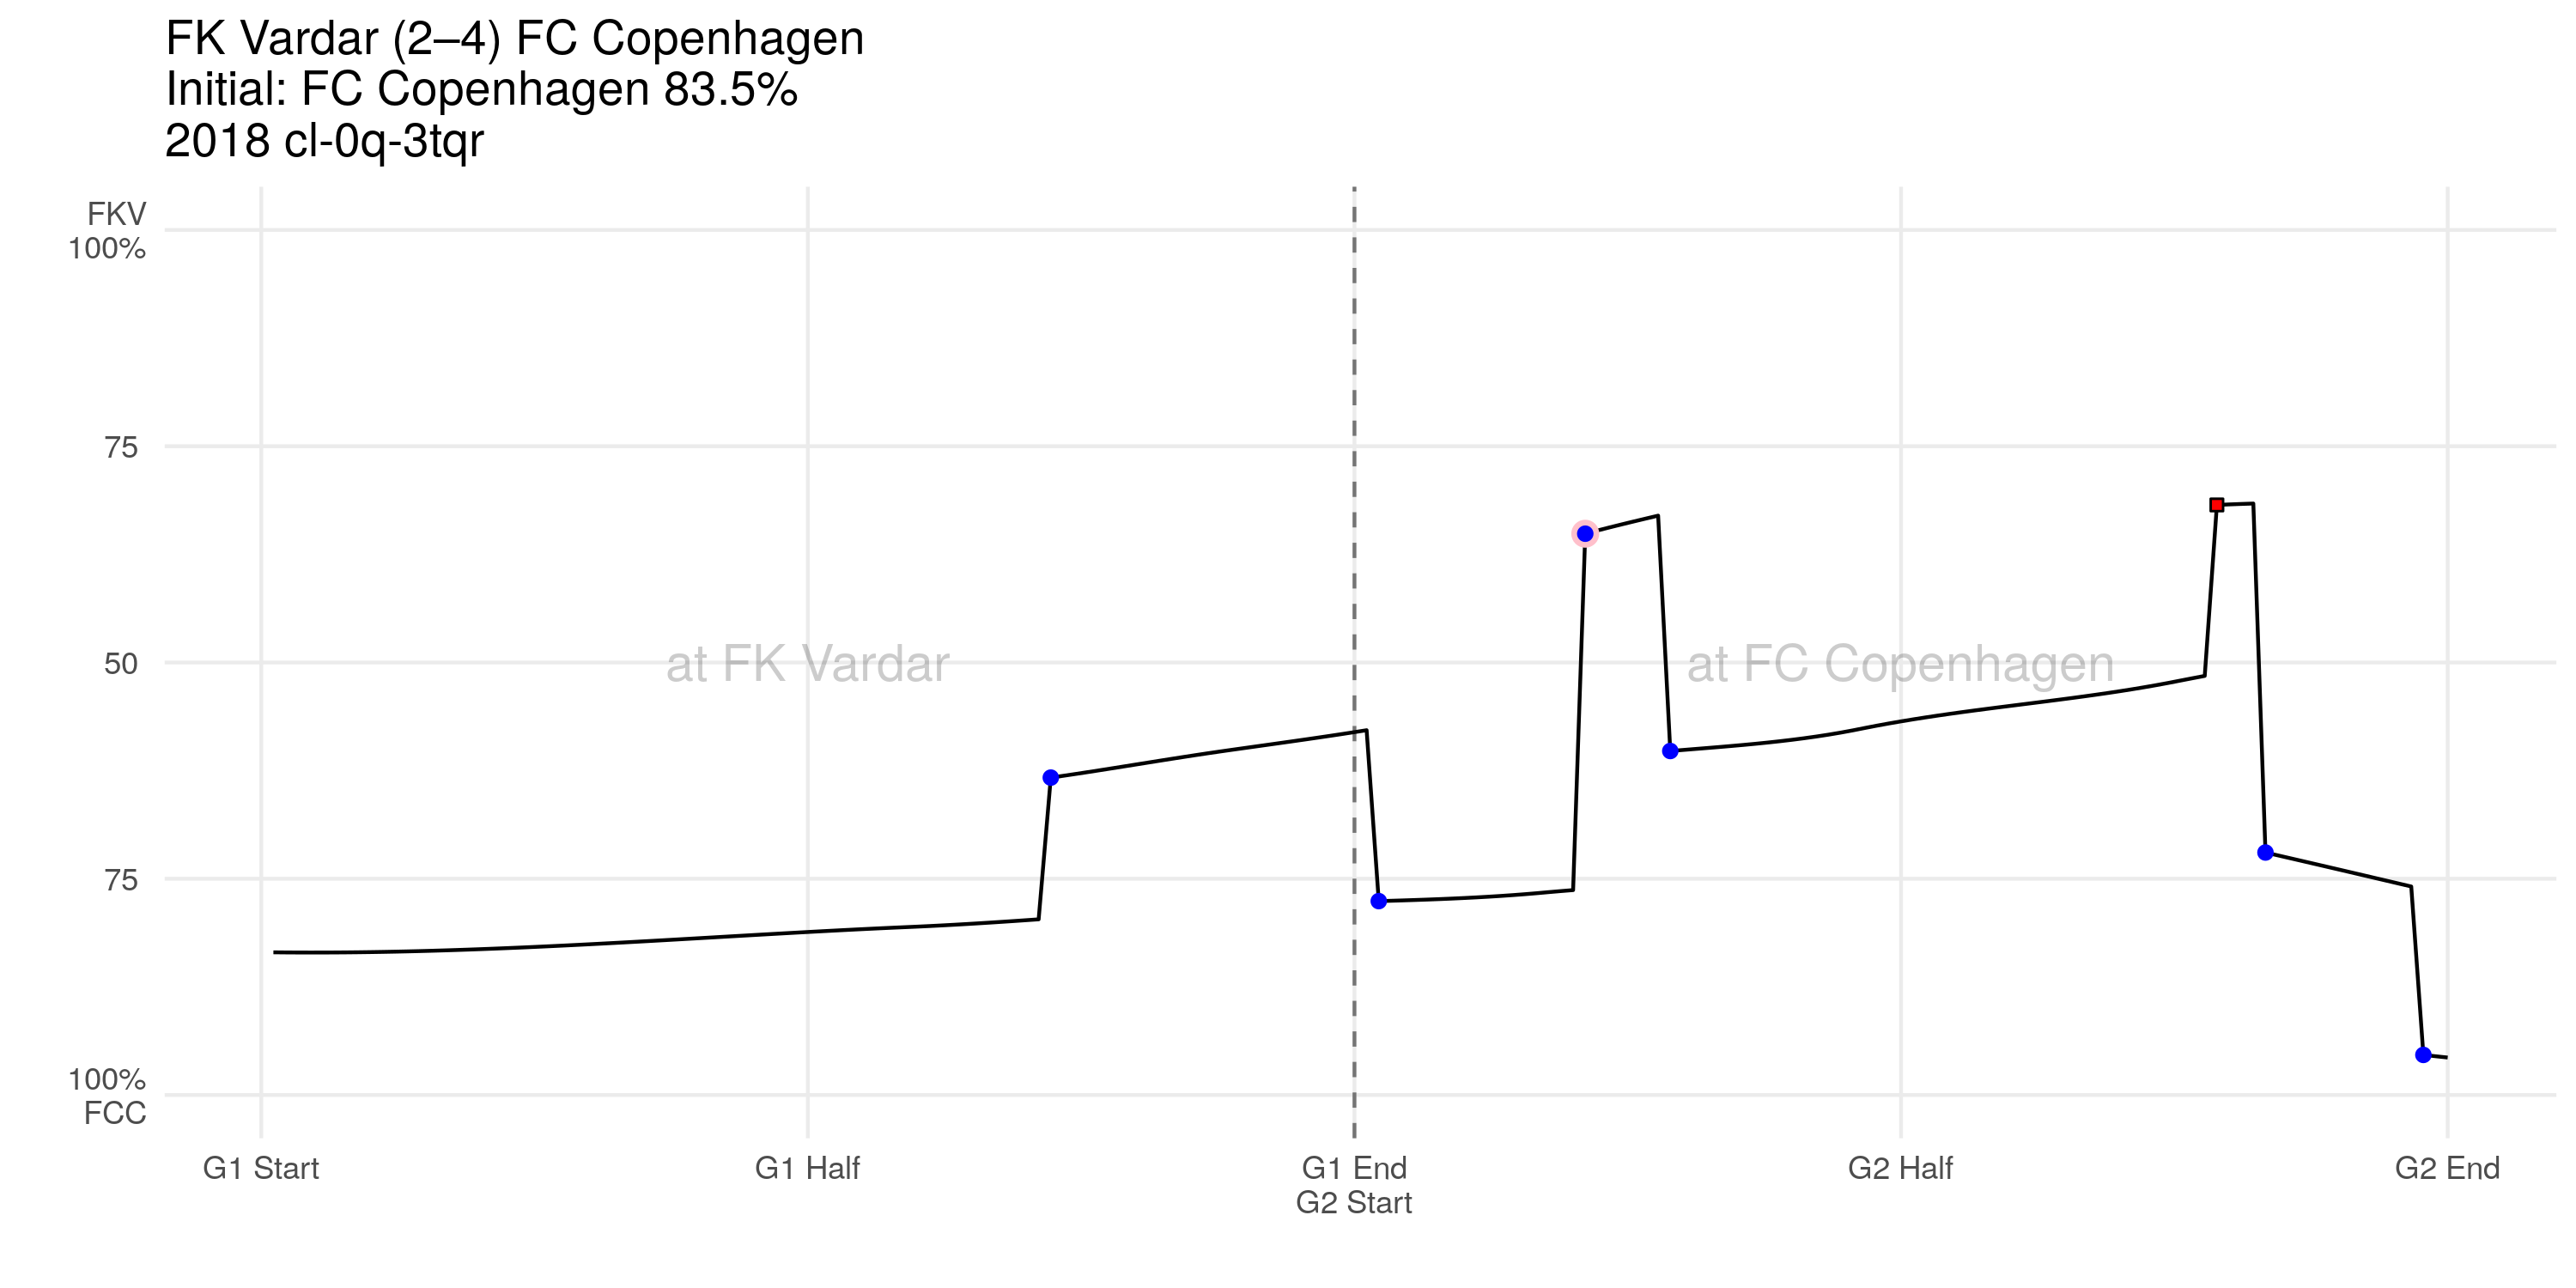 FK Vardar (2–4) FC Copenhagen
Initial: FC Copenhagen 83.5%
2018 cl-0q-3tqr
FKV
100%
75
50
75
100%
FCC
at FK Vardar
at FC Copenhagen
G1 Start
G1 Half
G1 End
G2 Start
G2 Half
G2 End